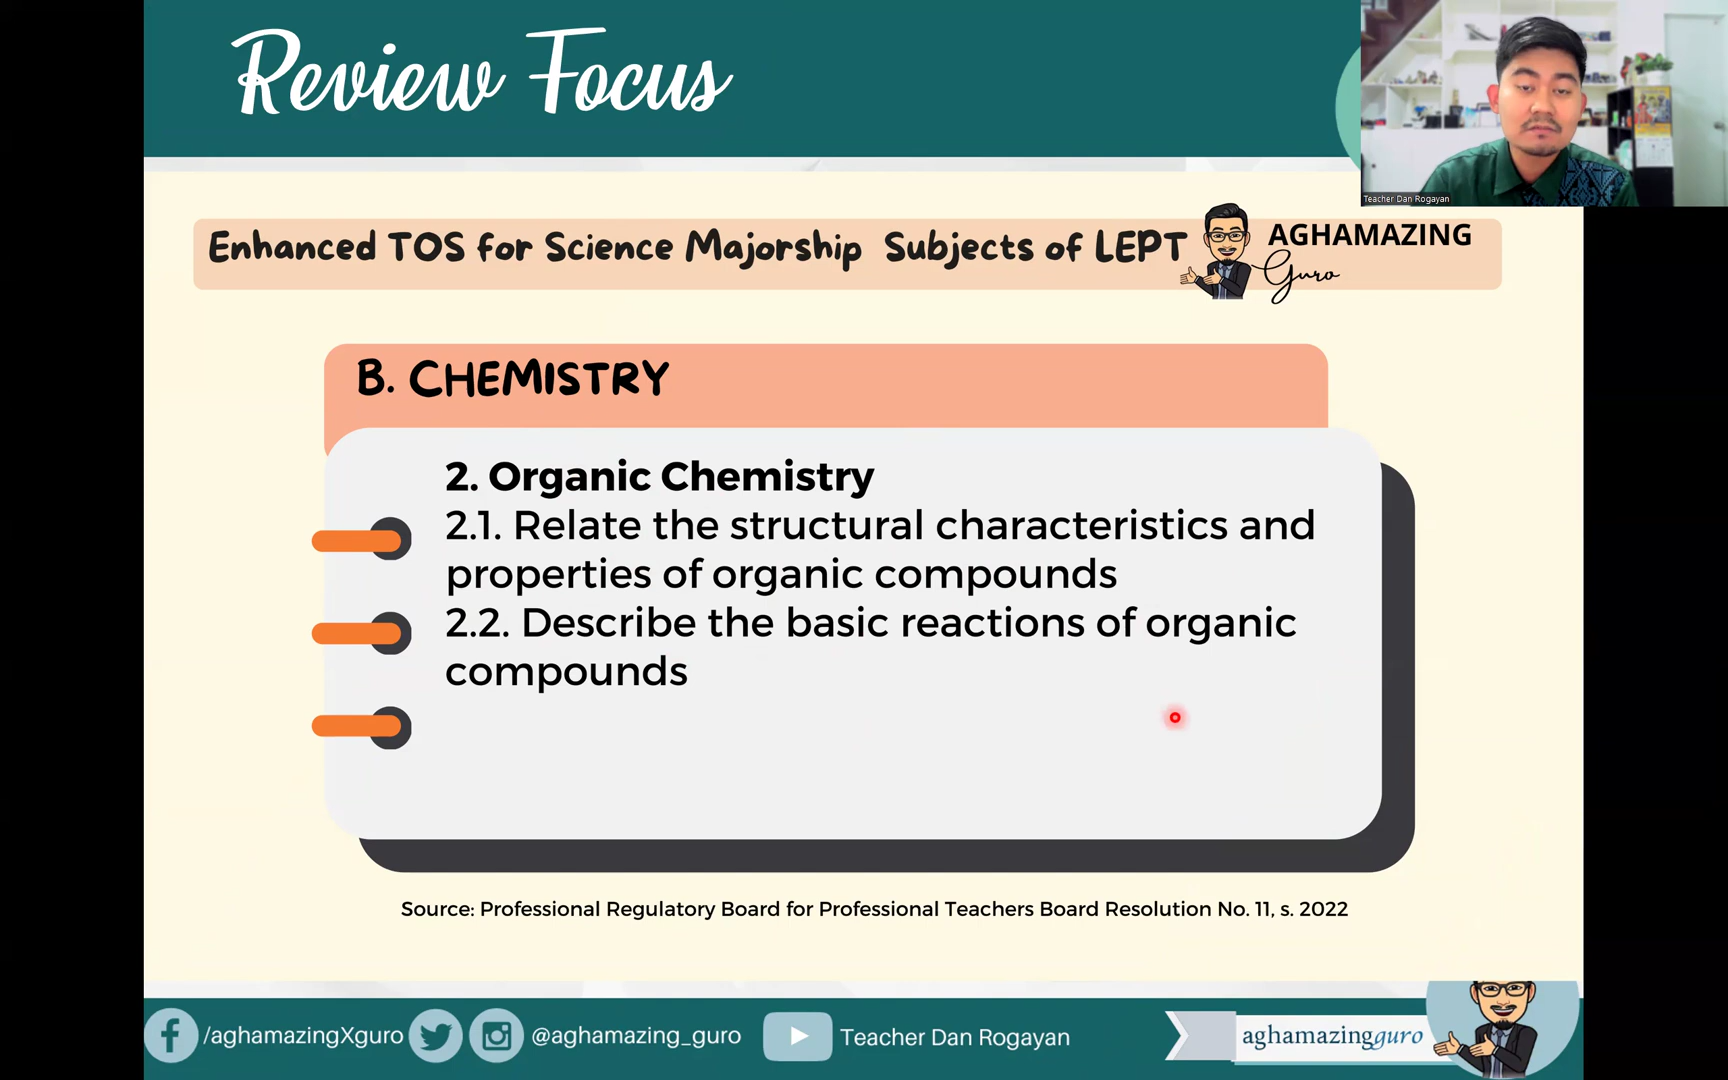 Review Focus
Teacher Dan Rogayan
Enhanced TOS for Science Majorship Subjects of LEPT
AGHAMAZING
Guro
B. CHEMISTRY
2. Organic Chemistry
2.1. Relate the structural characteristics and
properties of organic compounds
2.2. Describe the basic reactions of organic
compounds
Source: Professional Regulatory Board for Professional Teachers Board Resolution No. 11, s. 2022
/aghamazingXguro
@aghamazing_guro
Teacher Dan Rogayan
aghamazingguro